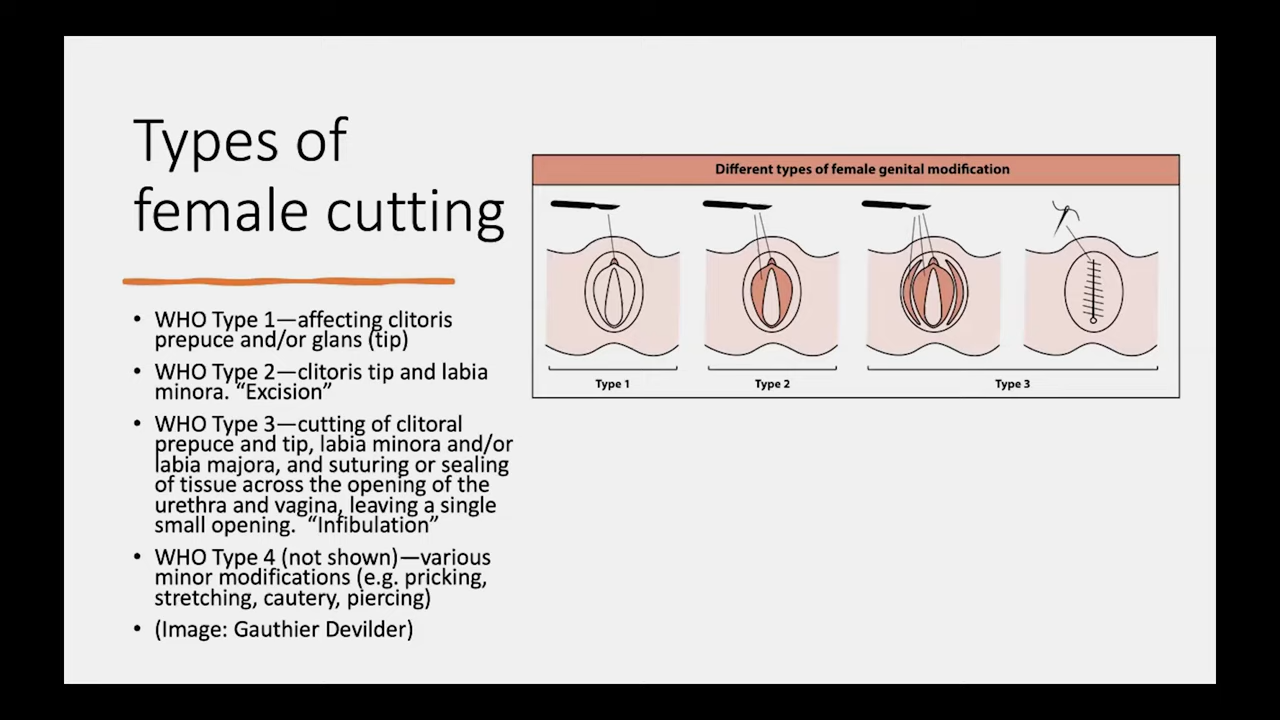 Types of
female cutting
• WHO Type 1—affecting clitoris
prepuce and/or glans (tip)
• WHO Type 2—clitoris tip and labia
minora. “Excision”
• WHO Type 3—cutting of clitoral
prepuce and tip, labia minora and/or
labia majora, and suturing or sealing
of tissue across the opening of the
urethra and vagina, leaving a single
small opening.  “Infibulation”
• WHO Type 4 (not shown)—various
minor modifications (e.g. pricking,
stretching, cautery, piercing)
• (Image: Gauthier Devilder)
Different types of female genital modification
Type 1
Type 2
Type 3